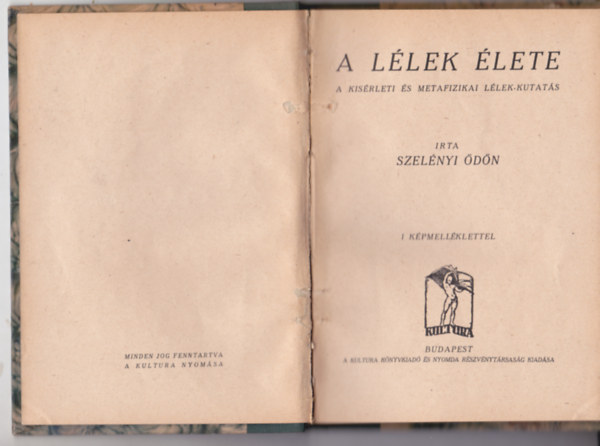 MINDEN JOG FENNTARTVA
A KULTURA NYOMÁSA
A LÉLEK ÉLETE
A KISÉRLETI ÉS METAFIZIKAI LÉLEK-KUTATÁS
IRTA
SZELÉNYI ÖDÖN
1 KÉPMELLÉKLETTEL
KULTURA
BUDAPEST
A KULTURA KÖNYVKIADÓ ÉS NYOMDA RÉSZVÉNYTÁRSASÁG KIADÁSA